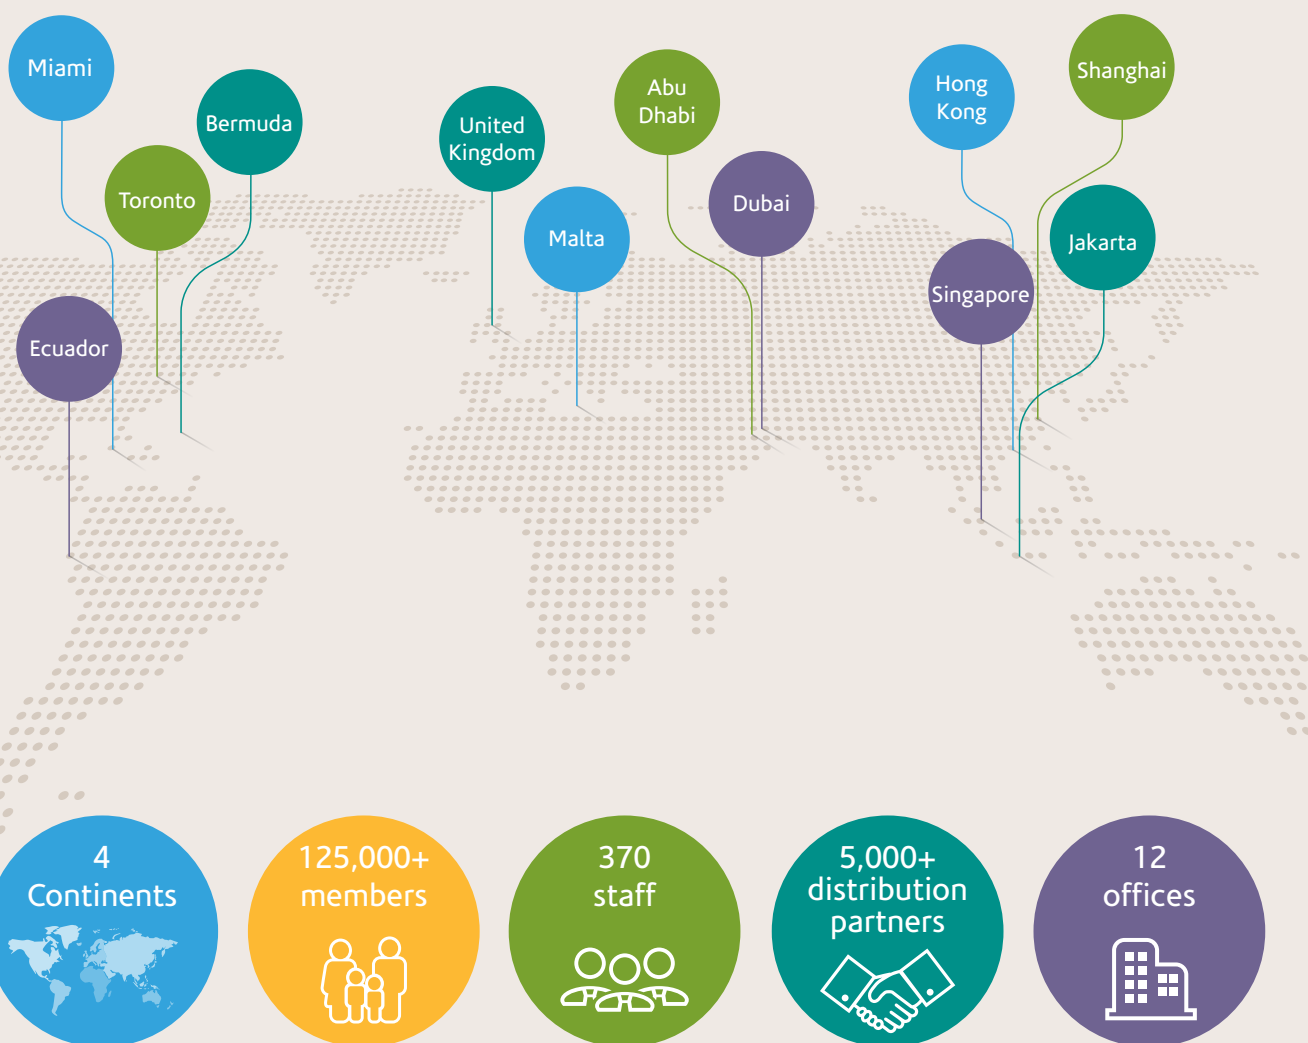 Miami
Bermuda
Toronto
Ecuador
United
Kingdom
Malta
Abu
Dhabi
Dubai
Hong
Kong
Shanghai
Singapore
Jakarta
4
Continents
125,000+
members
370
staff
5,000+
distribution
partners
12
offices